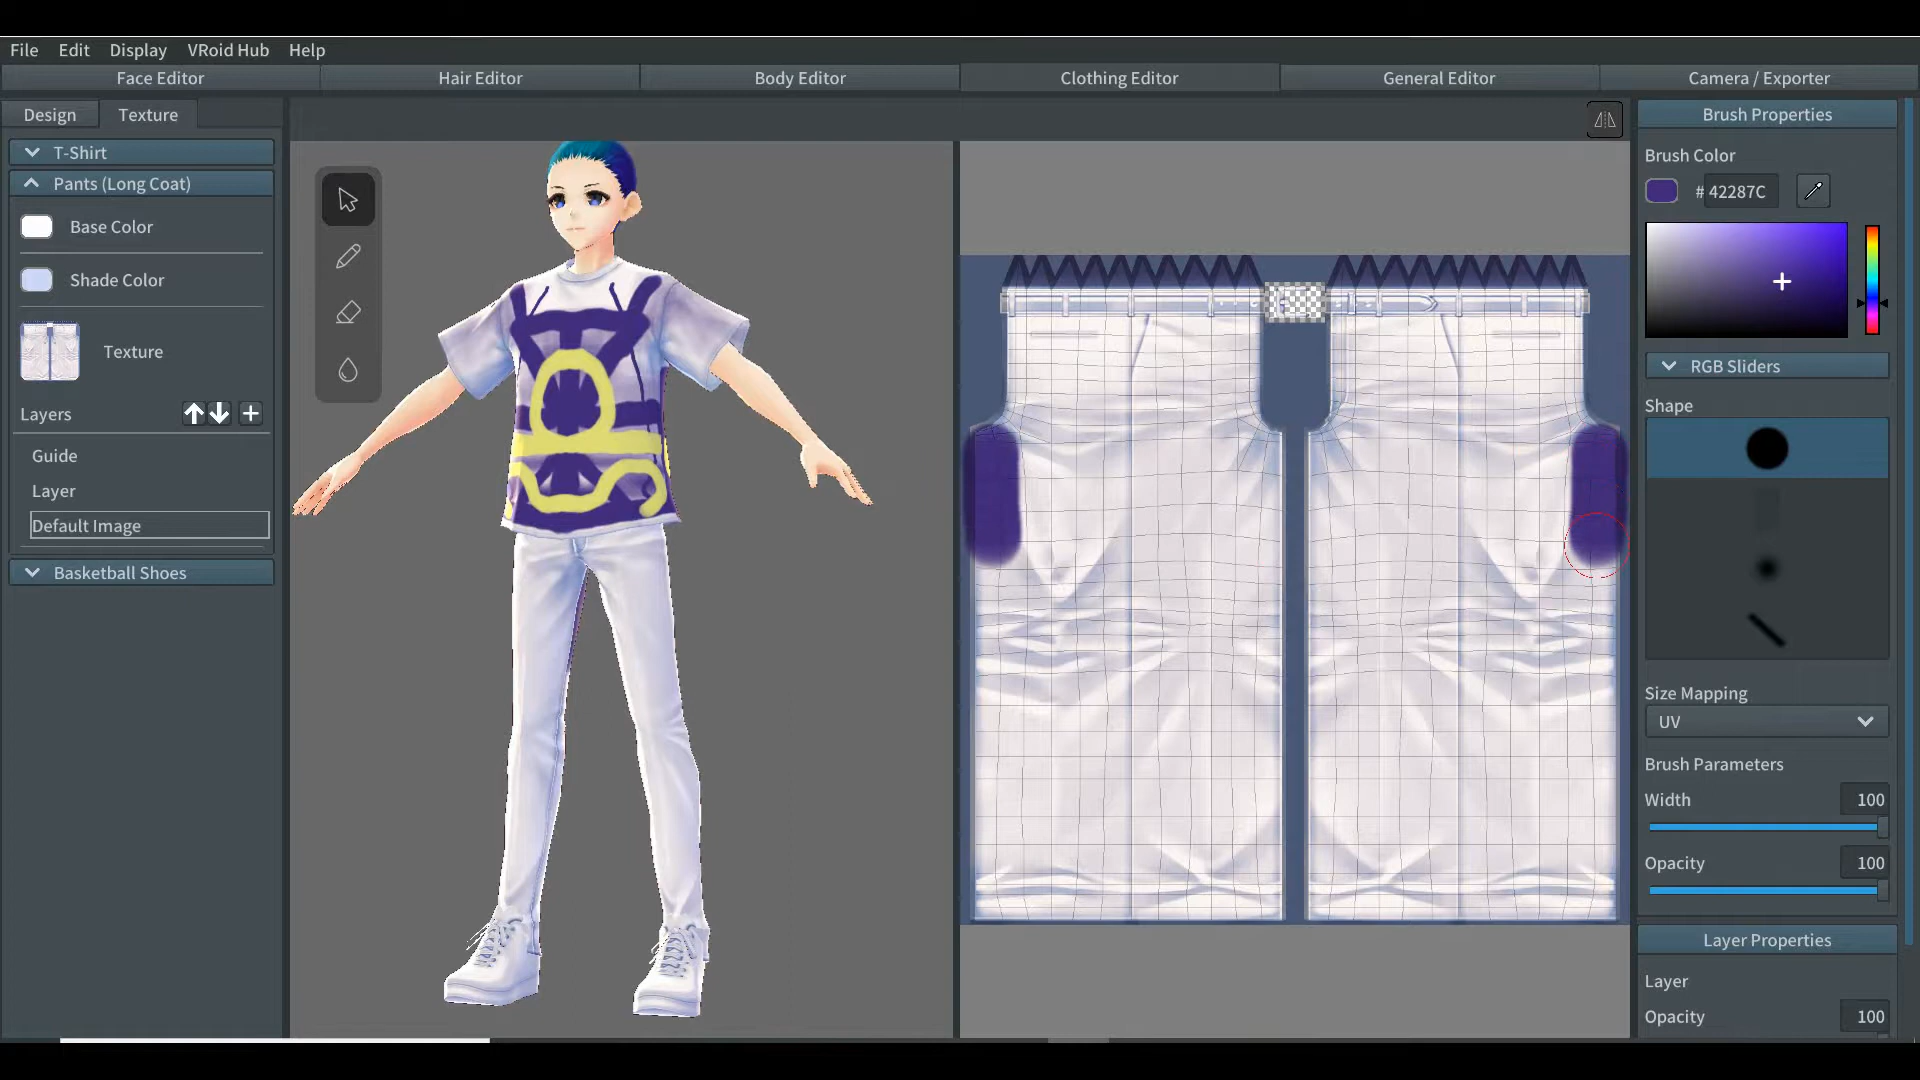 File Edit Display VRoid Hub Help
Face Editor Hair Editor Body Editor Clothing Editor General Editor Camera / Exporter
Design Texture
T-Shirt
Pants (Long Coat)
Base Color
Shade Color
Texture
Layers
Guide
Layer
Default Image
Basketball Shoes
Brush Properties
Brush Color
# 42287C
RGB Sliders
Shape
Size Mapping
UV
Brush Parameters
Width 100
Opacity 100
Layer Properties
Layer
Opacity 100